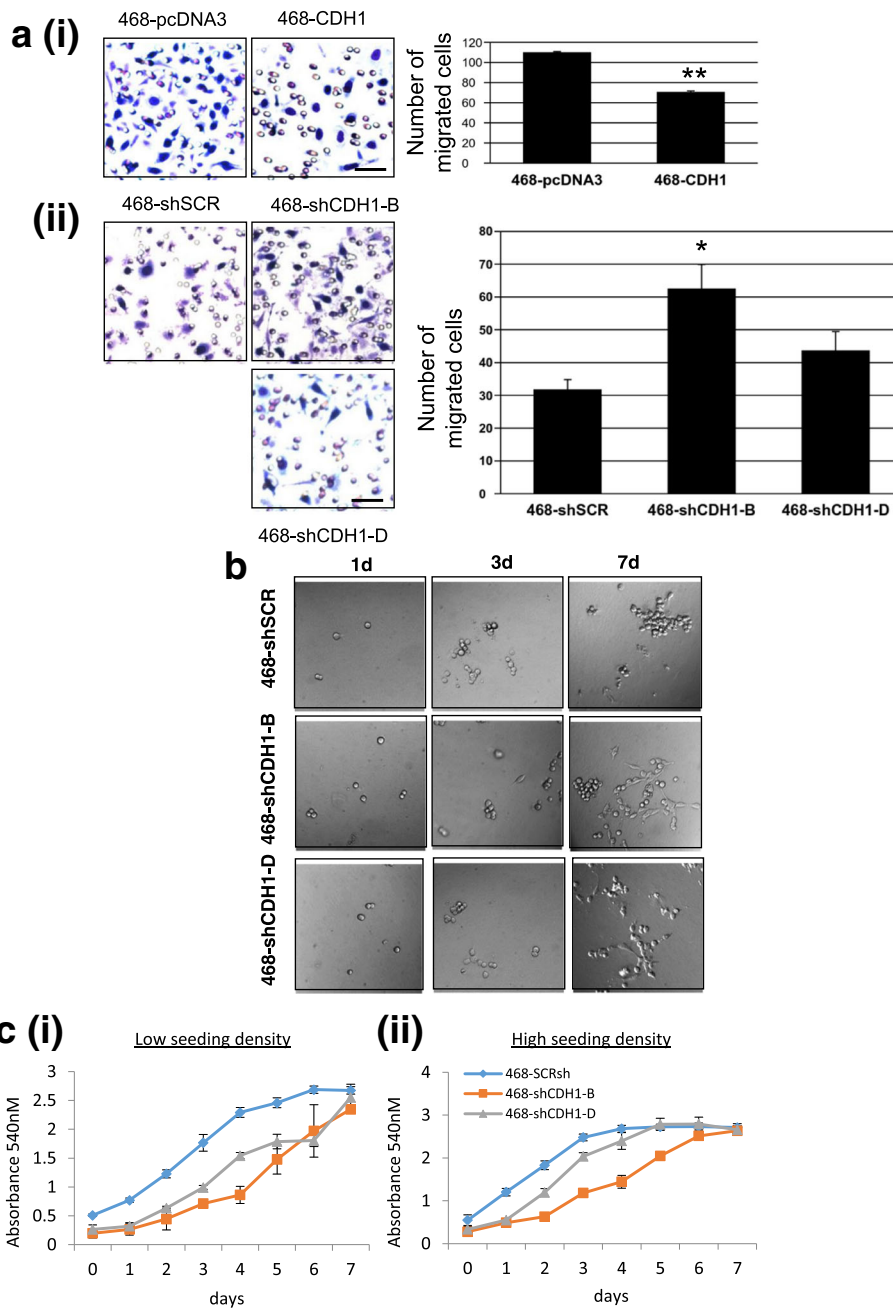 a (i)
468-pcDNA3
468-CDH1
Number of
migrated cells
120
100
80
60
40
20
0
**
468-pcDNA3
468-CDH1
(ii)
468-shSCR
468-shCDH1-B
468-shCDH1-D
Number of
migrated cells
80
70
60
50
40
30
20
10
0
*
468-shSCR
468-shCDH1-B
468-shCDH1-D
b
1d
3d
7d
468-shSCR
468-shCDH1-B
468-shCDH1-D
c (i)
Low seeding density
Absorbance 540nM
3
2.5
2
1.5
1
0.5
0
0 1 2 3 4 5 6 7
days
(ii)
High seeding density
468-SCRsh
468-shCDH1-B
468-shCDH1-D
Absorbance 540nM
4
3
2
1
0
0 1 2 3 4 5 6 7
days